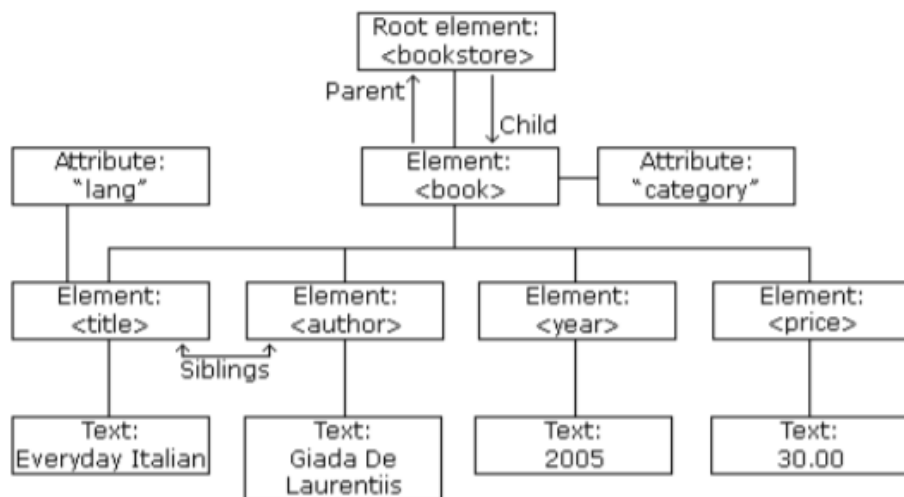 Root element:
<bookstore>
Parent
Child
Attribute:
"lang"
Element:
<book>
Attribute:
"category"
Element:
<title>
Element:
<author>
Element:
<year>
Element:
<price>
Siblings
Text:
Everyday Italian
Text:
Giada De
Laurentiis
Text:
2005
Text:
30.00